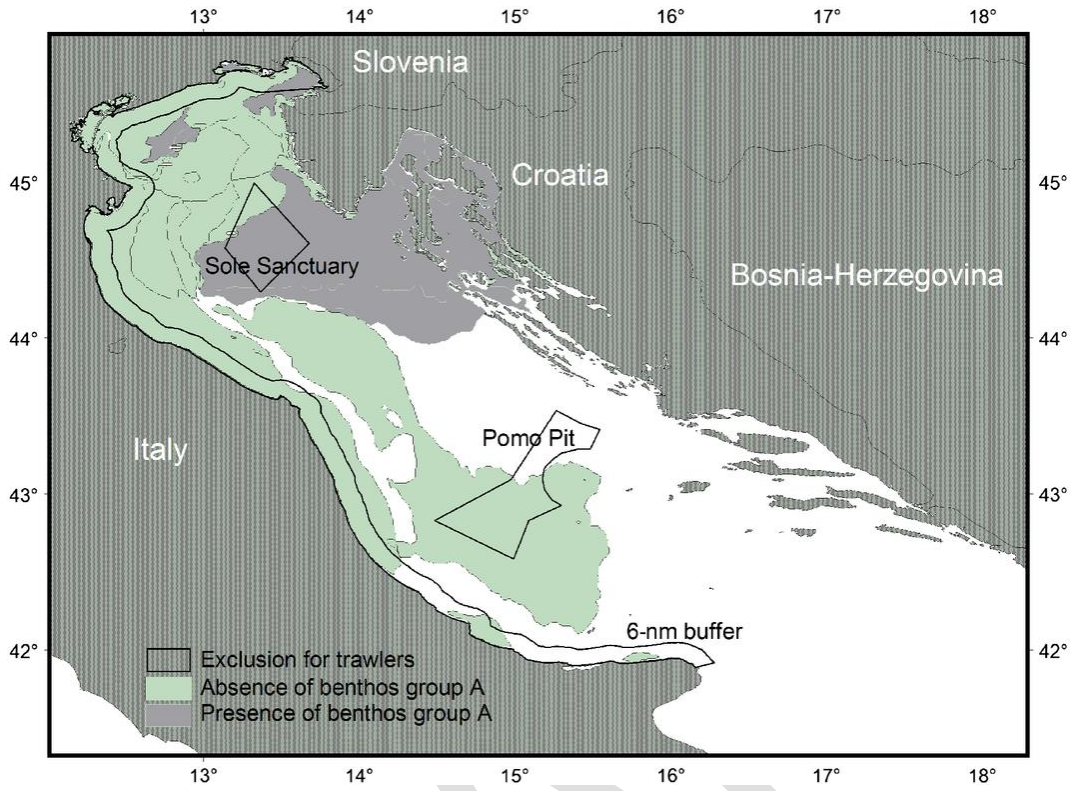 13° 14° 15° 16° 17° 18°
Slovenia
Croatia
45° 45°
Sole Sanctuary
Bosnia-Herzegovina
44° 44°
Pomo Pit
Italy
43° 43°
6-nm buffer
42° 42°
Exclusion for trawlers
Absence of benthos group A
Presence of benthos group A
13° 14° 15° 16° 17° 18°